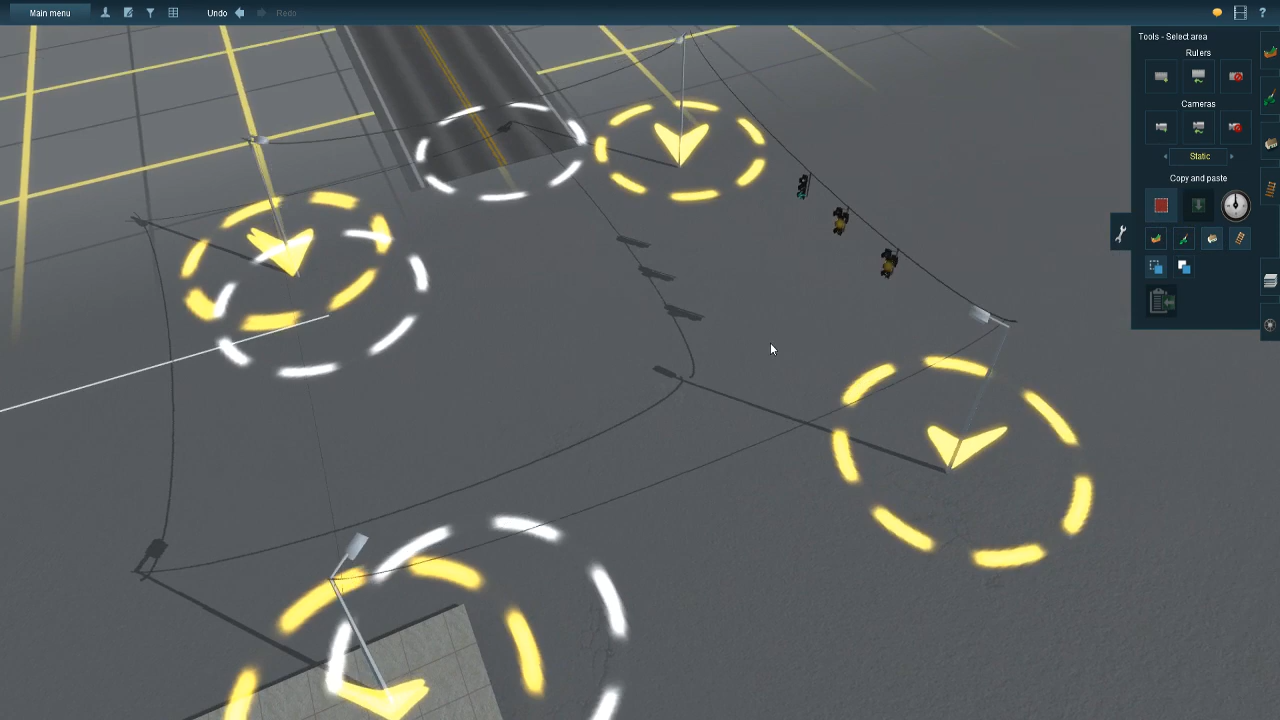 Main menu
Undo
Redo
?
Tools - Select area
Rulers
Cameras
Static
Copy and paste